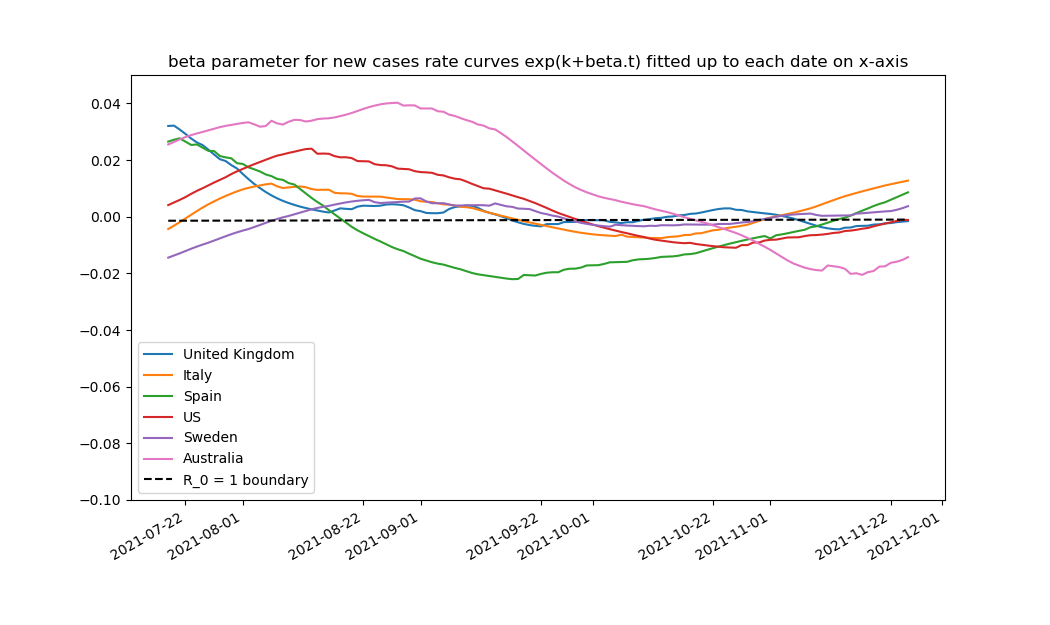 beta parameter for new cases rate curves exp(k+beta.t) fitted up to each date on x-axis
0.04
0.02
0.00
−0.02
−0.04
−0.06
−0.08
−0.10
United Kingdom
Italy
Spain
US
Sweden
Australia
R_0 = 1 boundary
2021-07-22
2021-08-01
2021-08-22
2021-09-01
2021-09-22
2021-10-01
2021-10-22
2021-11-01
2021-11-22
2021-12-01